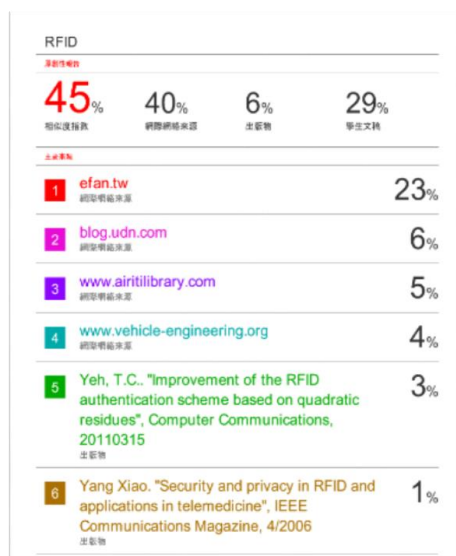 RFID
原創性報告
45%
40%
6%
29%
相似度指數
網際網絡來源
出版物
學生文稿
主要來源
1
efan.tw
網際網絡來源
23%
2
blog.udn.com
網際網絡來源
6%
3
www.airitilibrary.com
網際網絡來源
5%
4
www.vehicle-engineering.org
網際網絡來源
4%
5
Yeh, T.C.. "Improvement of the RFID
authentication scheme based on quadratic
residues", Computer Communications,
20110315
出版物
3%
6
Yang Xiao. "Security and privacy in RFID and
applications in telemedicine", IEEE
Communications Magazine, 4/2006
出版物
1%